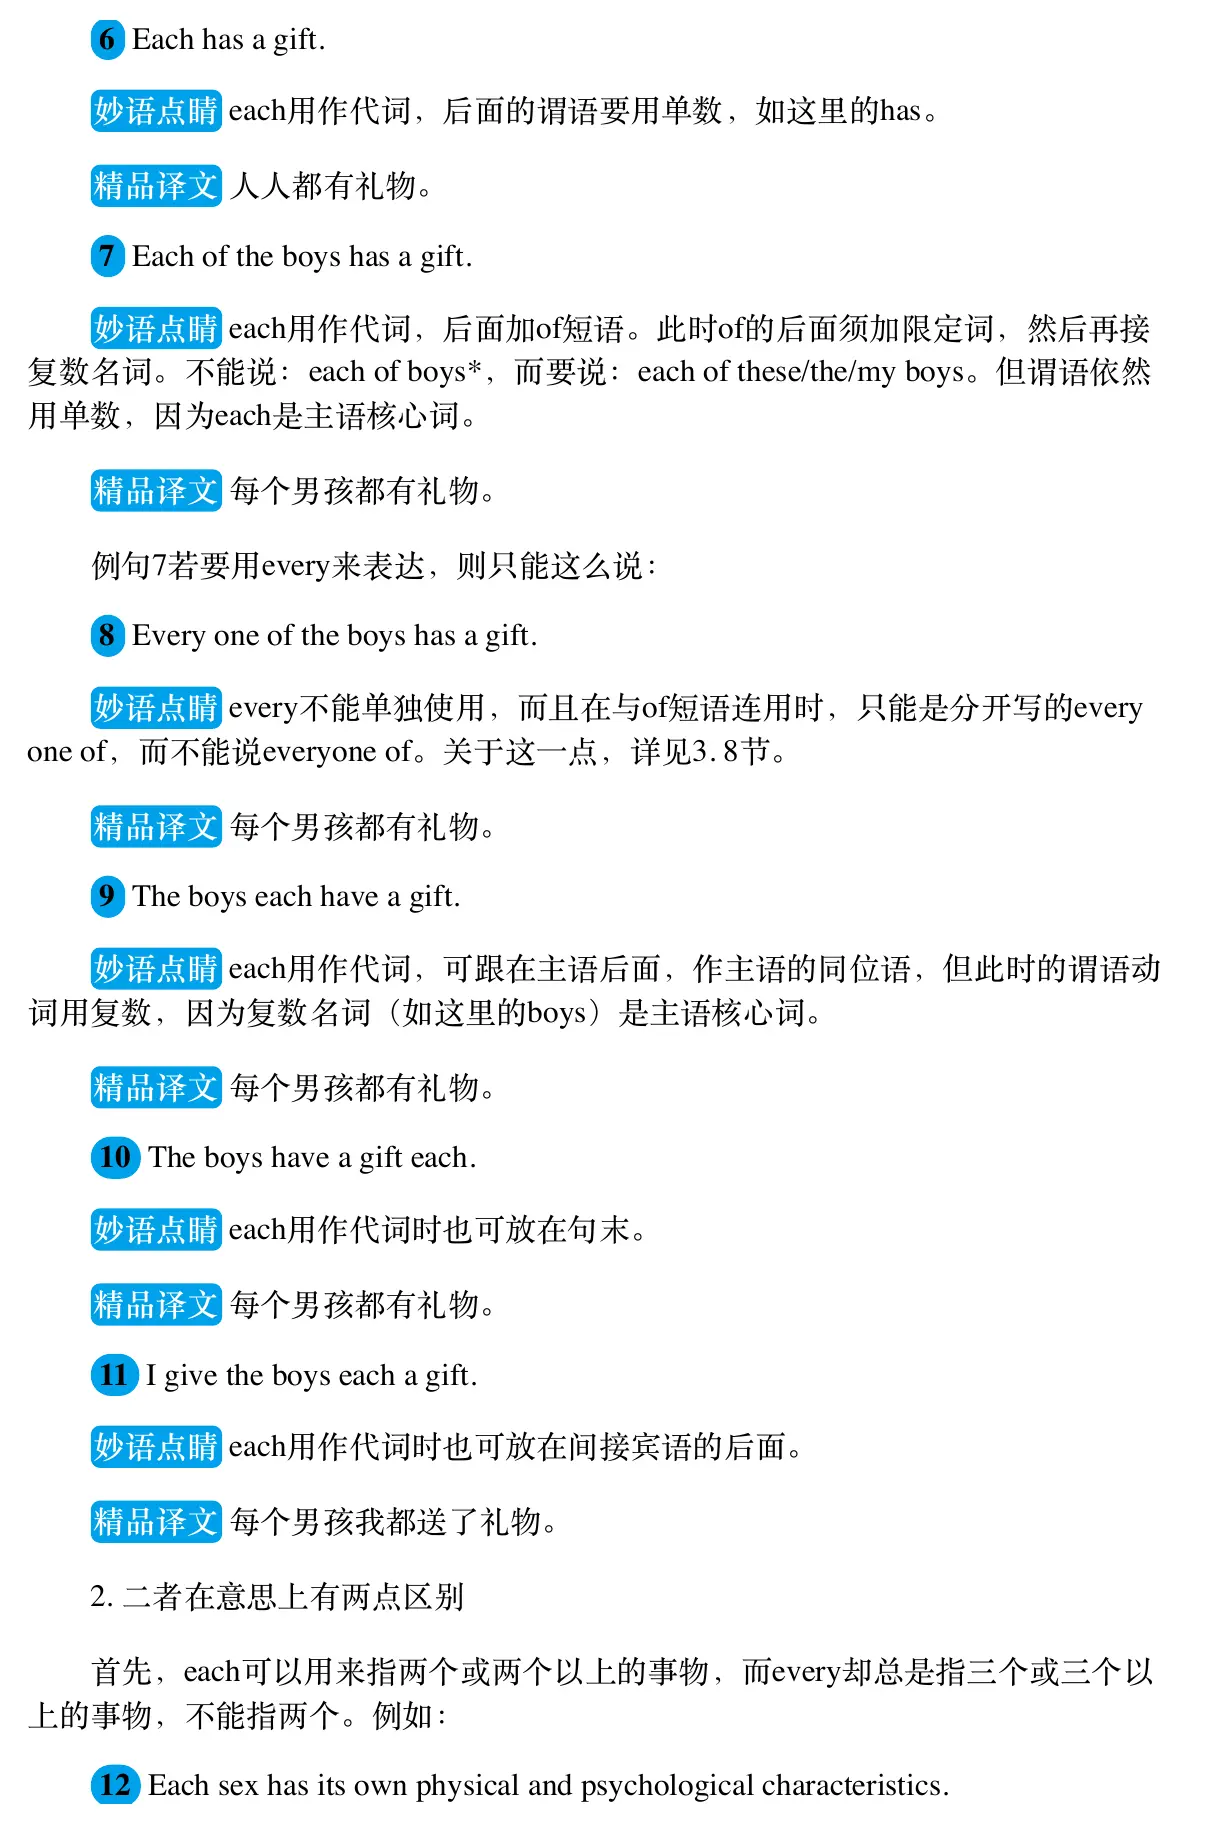 6 Each has a gift.
妙语点睛 each用作代词，后面的谓语要用单数，如这里的has。
精品译文 人人都有礼物。
7 Each of the boys has a gift.
妙语点睛 each用作代词，后面加of短语。此时of的后面须加限定词，然后再接
复数名词。不能说：each of boys*，而要说：each of these/the/my boys。但谓语依然
用单数，因为each是主语核心词。
精品译文 每个男孩都有礼物。
例句7若要用every来表达，则只能这么说：
8 Every one of the boys has a gift.
妙语点睛 every不能单独使用，而且在与of短语连用时，只能是分开写的every
one of，而不能说everyone of。关于这一点，详见3. 8节。
精品译文 每个男孩都有礼物。
9 The boys each have a gift.
妙语点睛 each用作代词，可跟在主语后面，作主语的同位语，但此时的谓语动
词用复数，因为复数名词（如这里的boys）是主语核心词。
精品译文 每个男孩都有礼物。
10 The boys have a gift each.
妙语点睛 each用作代词时也可放在句末。
精品译文 每个男孩都有礼物。
11 I give the boys each a gift.
妙语点睛 each用作代词时也可放在间接宾语的后面。
精品译文 每个男孩我都送了礼物。
2. 二者在意思上有两点区别
首先，each可以用来指两个或两个以上的事物，而every却总是指三个或三个以
上的事物，不能指两个。例如：
12 Each sex has its own physical and psychological characteristics.